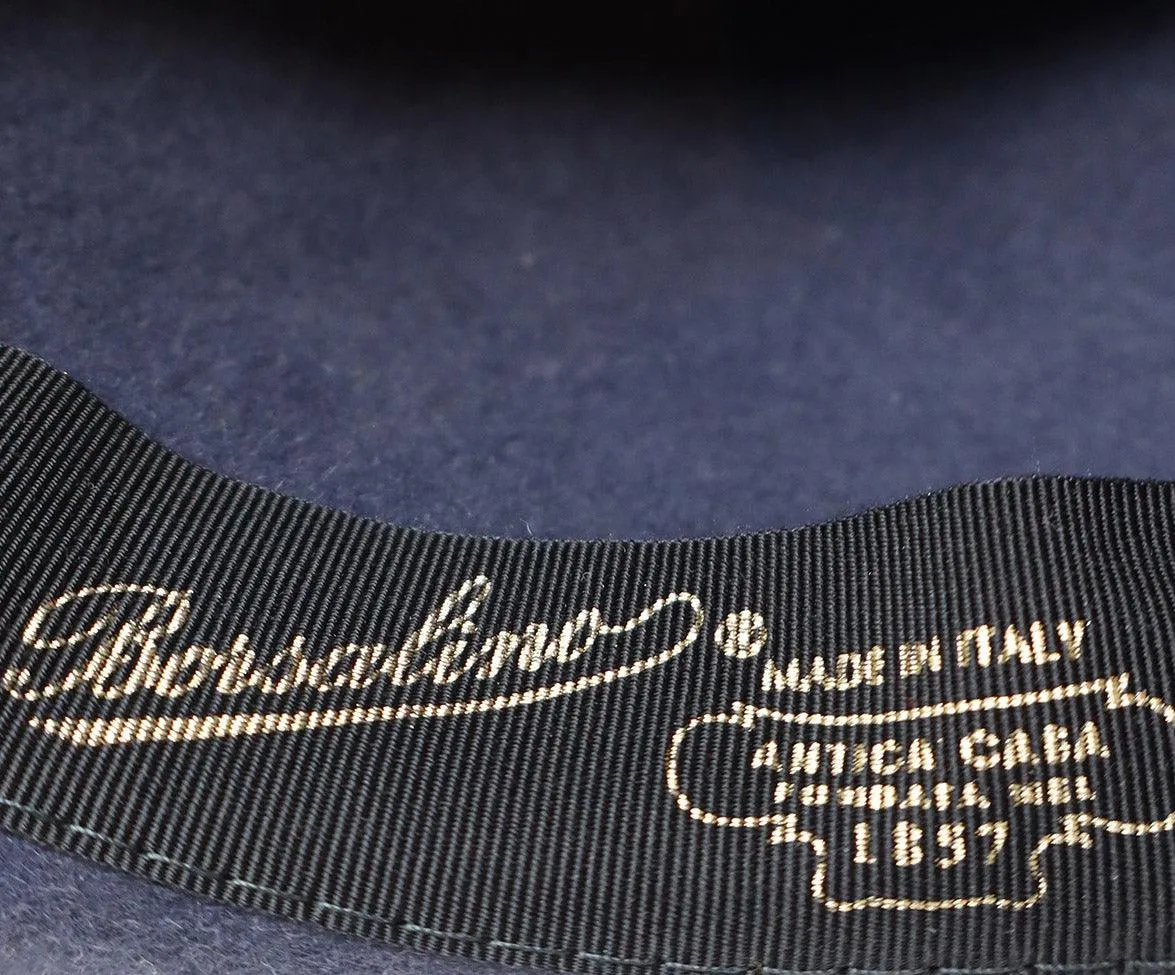 Borsalino ®
MADE IN ITALY
ANTICA CASA
FONDATA NEL
1857